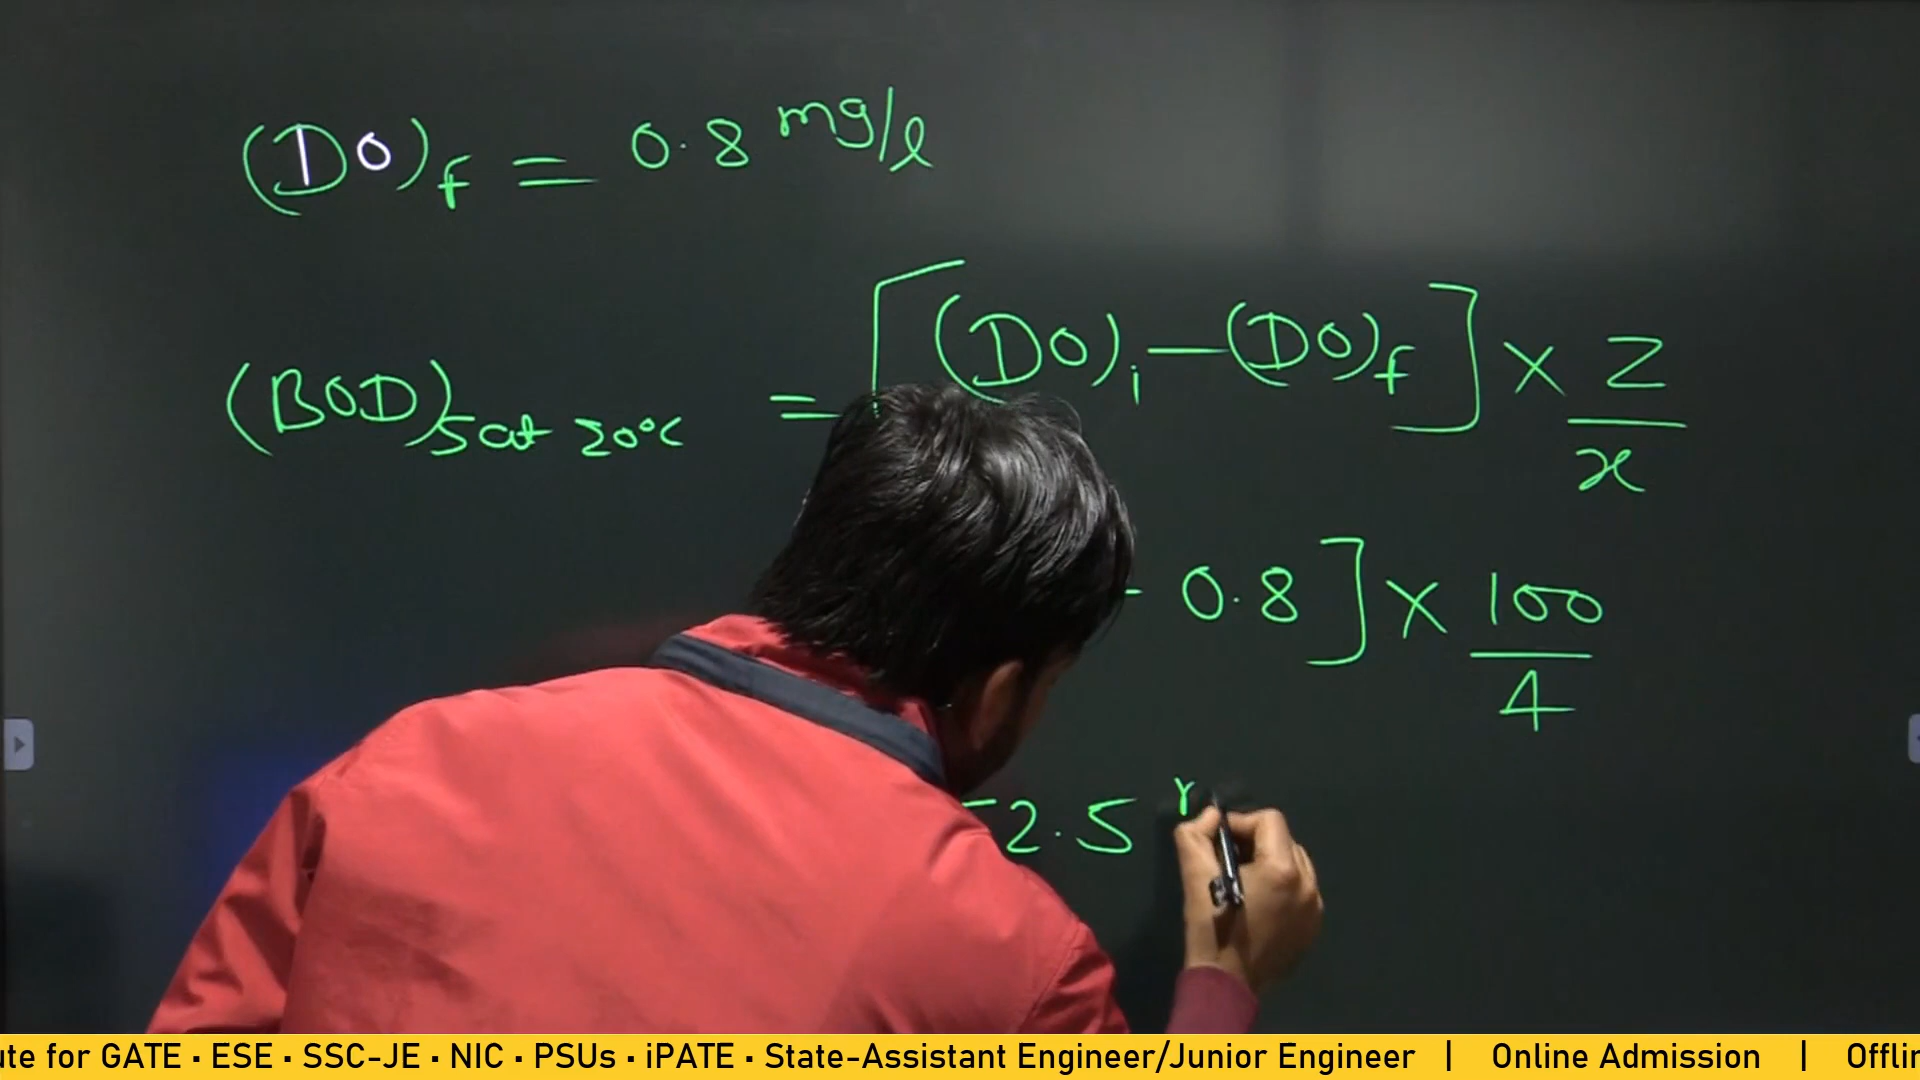 (DO)f = 0.8 mg/l
(BOD)5 at 20°C = [(DO)i - (DO)f] × Z/x
- 0.8] × 100/4
2.5
ute for GATE ▪ ESE ▪ SSC-JE ▪ NIC ▪ PSUs ▪ iPATE ▪ State-Assistant Engineer/Junior Engineer | Online Admission | Offlin